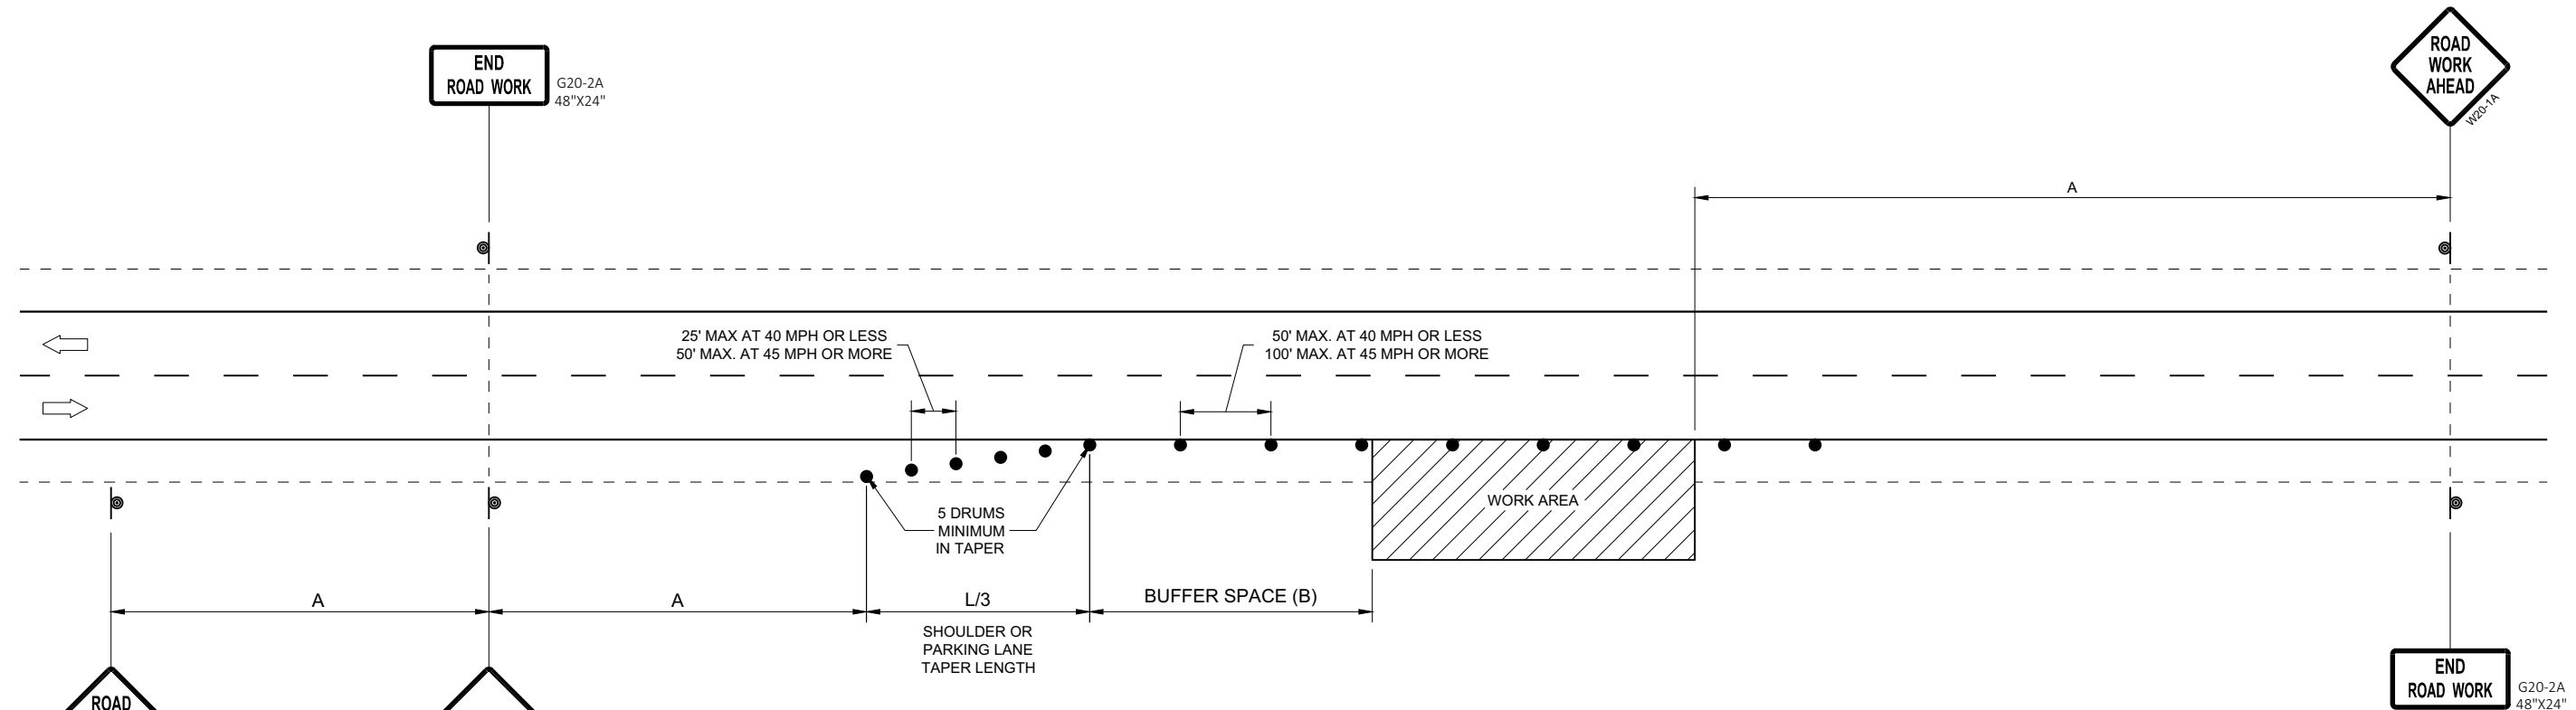 END
ROAD WORK
G20-2A
48"X24"
ROAD
WORK
AHEAD
W20-1A
A
25' MAX AT 40 MPH OR LESS
50' MAX. AT 45 MPH OR MORE
50' MAX. AT 40 MPH OR LESS
100' MAX. AT 45 MPH OR MORE
5 DRUMS
MINIMUM
IN TAPER
WORK AREA
A
A
L/3
BUFFER SPACE (B)
SHOULDER OR
PARKING LANE
TAPER LENGTH
ROAD
END
ROAD WORK
G20-2A
48"X24"